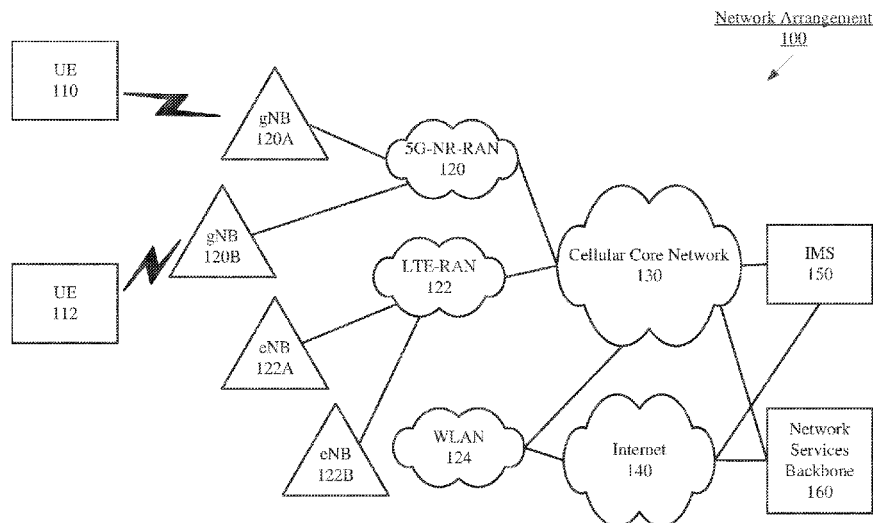 Network Arrangement
100
UE
110
gNB
120A
5G-NR-RAN
120
gNB
120B
LTE-RAN
122
Cellular Core Network
130
IMS
150
UE
112
eNB
122A
eNB
122B
WLAN
124
Internet
140
Network
Services
Backbone
160